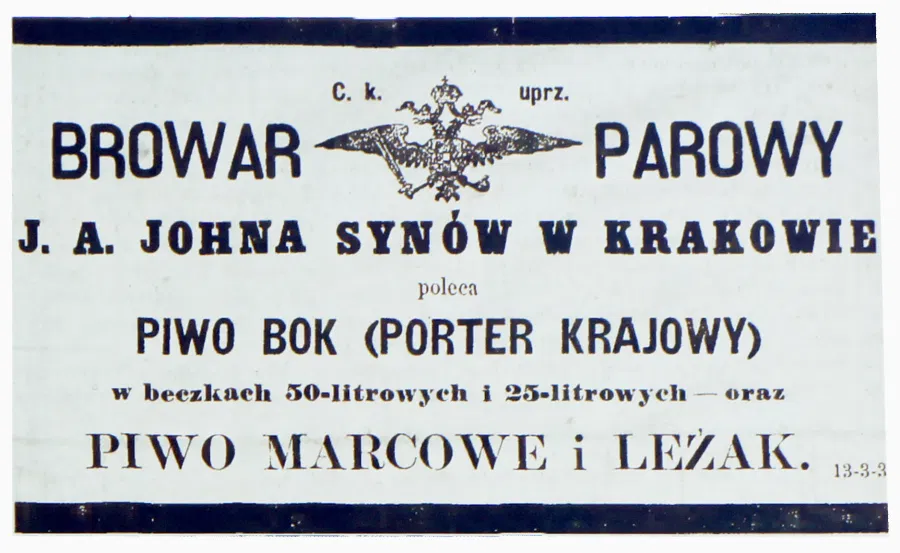 C. k. uprz.
BROWAR PAROWY
J. A. JOHNA SYNÓW W KRAKOWIE
poleca
PIWO BOK (PORTER KRAJOWY)
w beczkach 50-litrowych i 25-litrowych — oraz
PIWO MARCOWE i LEŻAK.
13-3-3